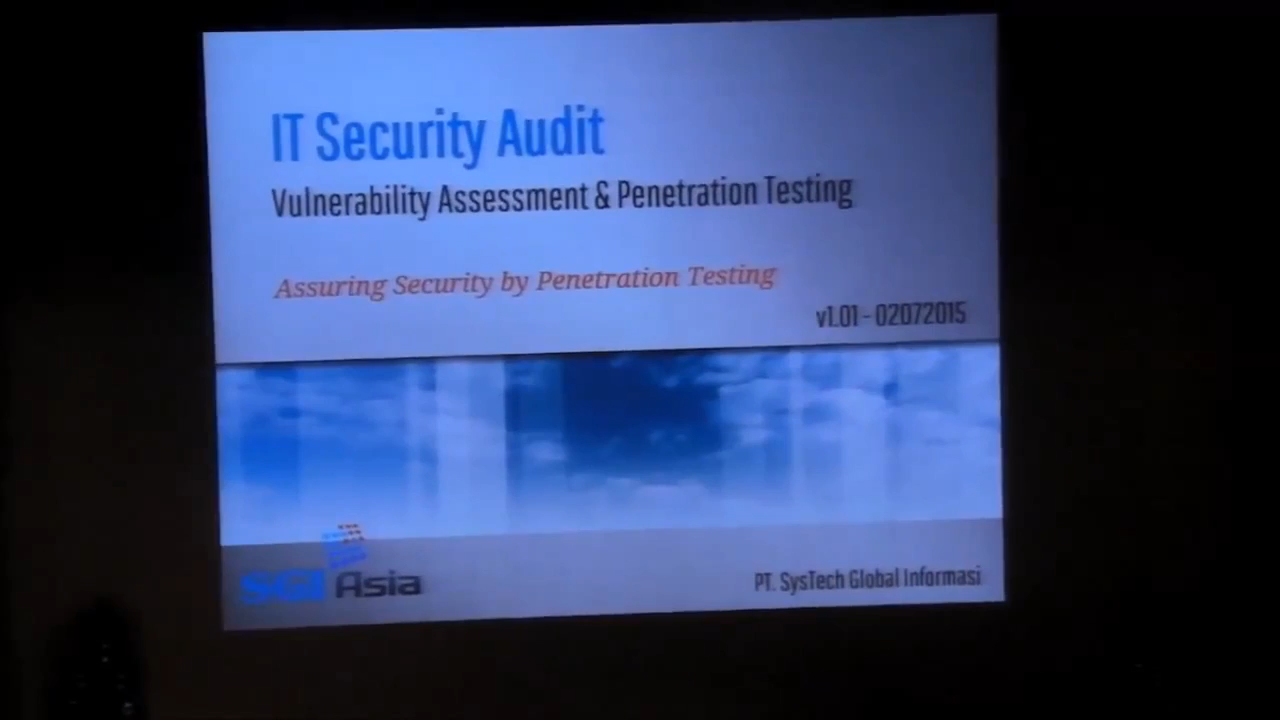 IT Security Audit
Vulnerability Assessment & Penetration Testing
Assuring Security by Penetration Testing
v1.01 - 02072015
SGI Asia
PT. SysTech Global Informasi